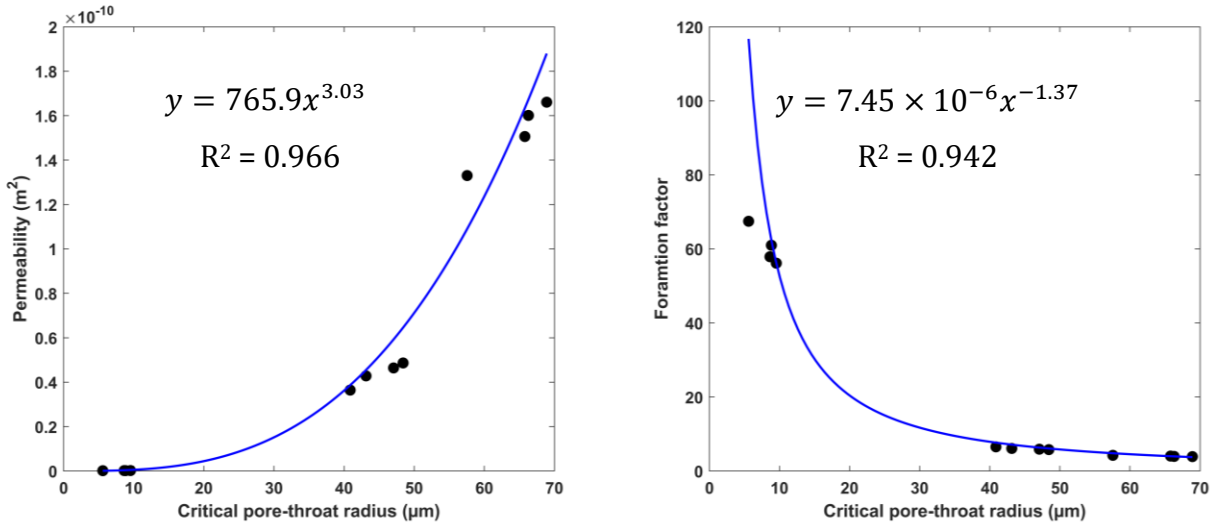 ×10⁻¹⁰
2
1.8
1.6
1.4
1.2
1
0.8
0.6
0.4
0.2
0
Permeability (m²)
y = 765.9x³·⁰³
R² = 0.966
0 10 20 30 40 50 60 70
Critical pore-throat radius (μm)
120
100
80
60
40
20
0
Foramtion factor
y = 7.45 × 10⁻⁶x⁻¹·³⁷
R² = 0.942
0 10 20 30 40 50 60 70
Critical pore-throat radius (μm)